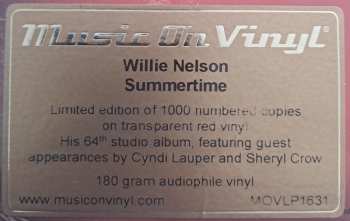 Music On Vinyl®
Willie Nelson
Summertime
Limited edition of 1000 numbered copies
on transparent red vinyl
His 64th studio album, featuring guest
appearances by Cyndi Lauper and Sheryl Crow
180 gram audiophile vinyl
www.musiconvinyl.com MOVLP1631